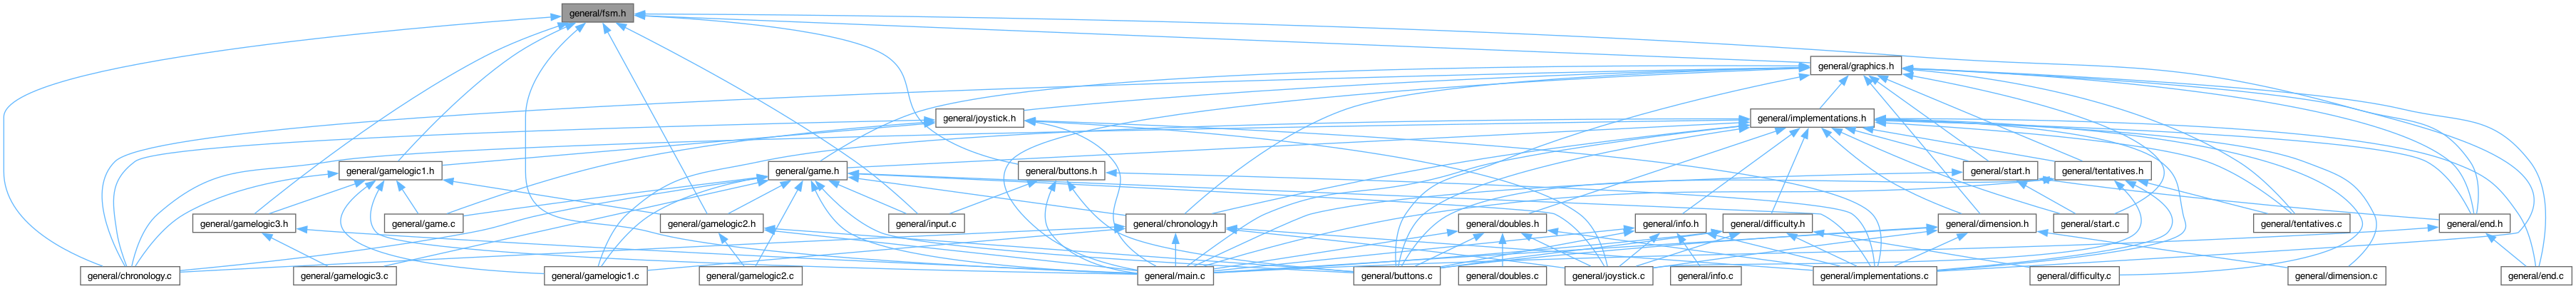 general/fsm.h
general/graphics.h
general/joystick.h
general/implementations.h
general/gamelogic1.h
general/game.h
general/buttons.h
general/start.h
general/tentatives.h
general/gamelogic3.h
general/game.c
general/gamelogic2.h
general/input.c
general/chronology.h
general/doubles.h
general/info.h
general/difficulty.h
general/dimension.h
general/start.c
general/tentatives.c
general/end.h
general/chronology.c
general/gamelogic3.c
general/gamelogic1.c
general/gamelogic2.c
general/main.c
general/buttons.c
general/doubles.c
general/joystick.c
general/info.c
general/implementations.c
general/difficulty.c
general/dimension.c
general/end.c